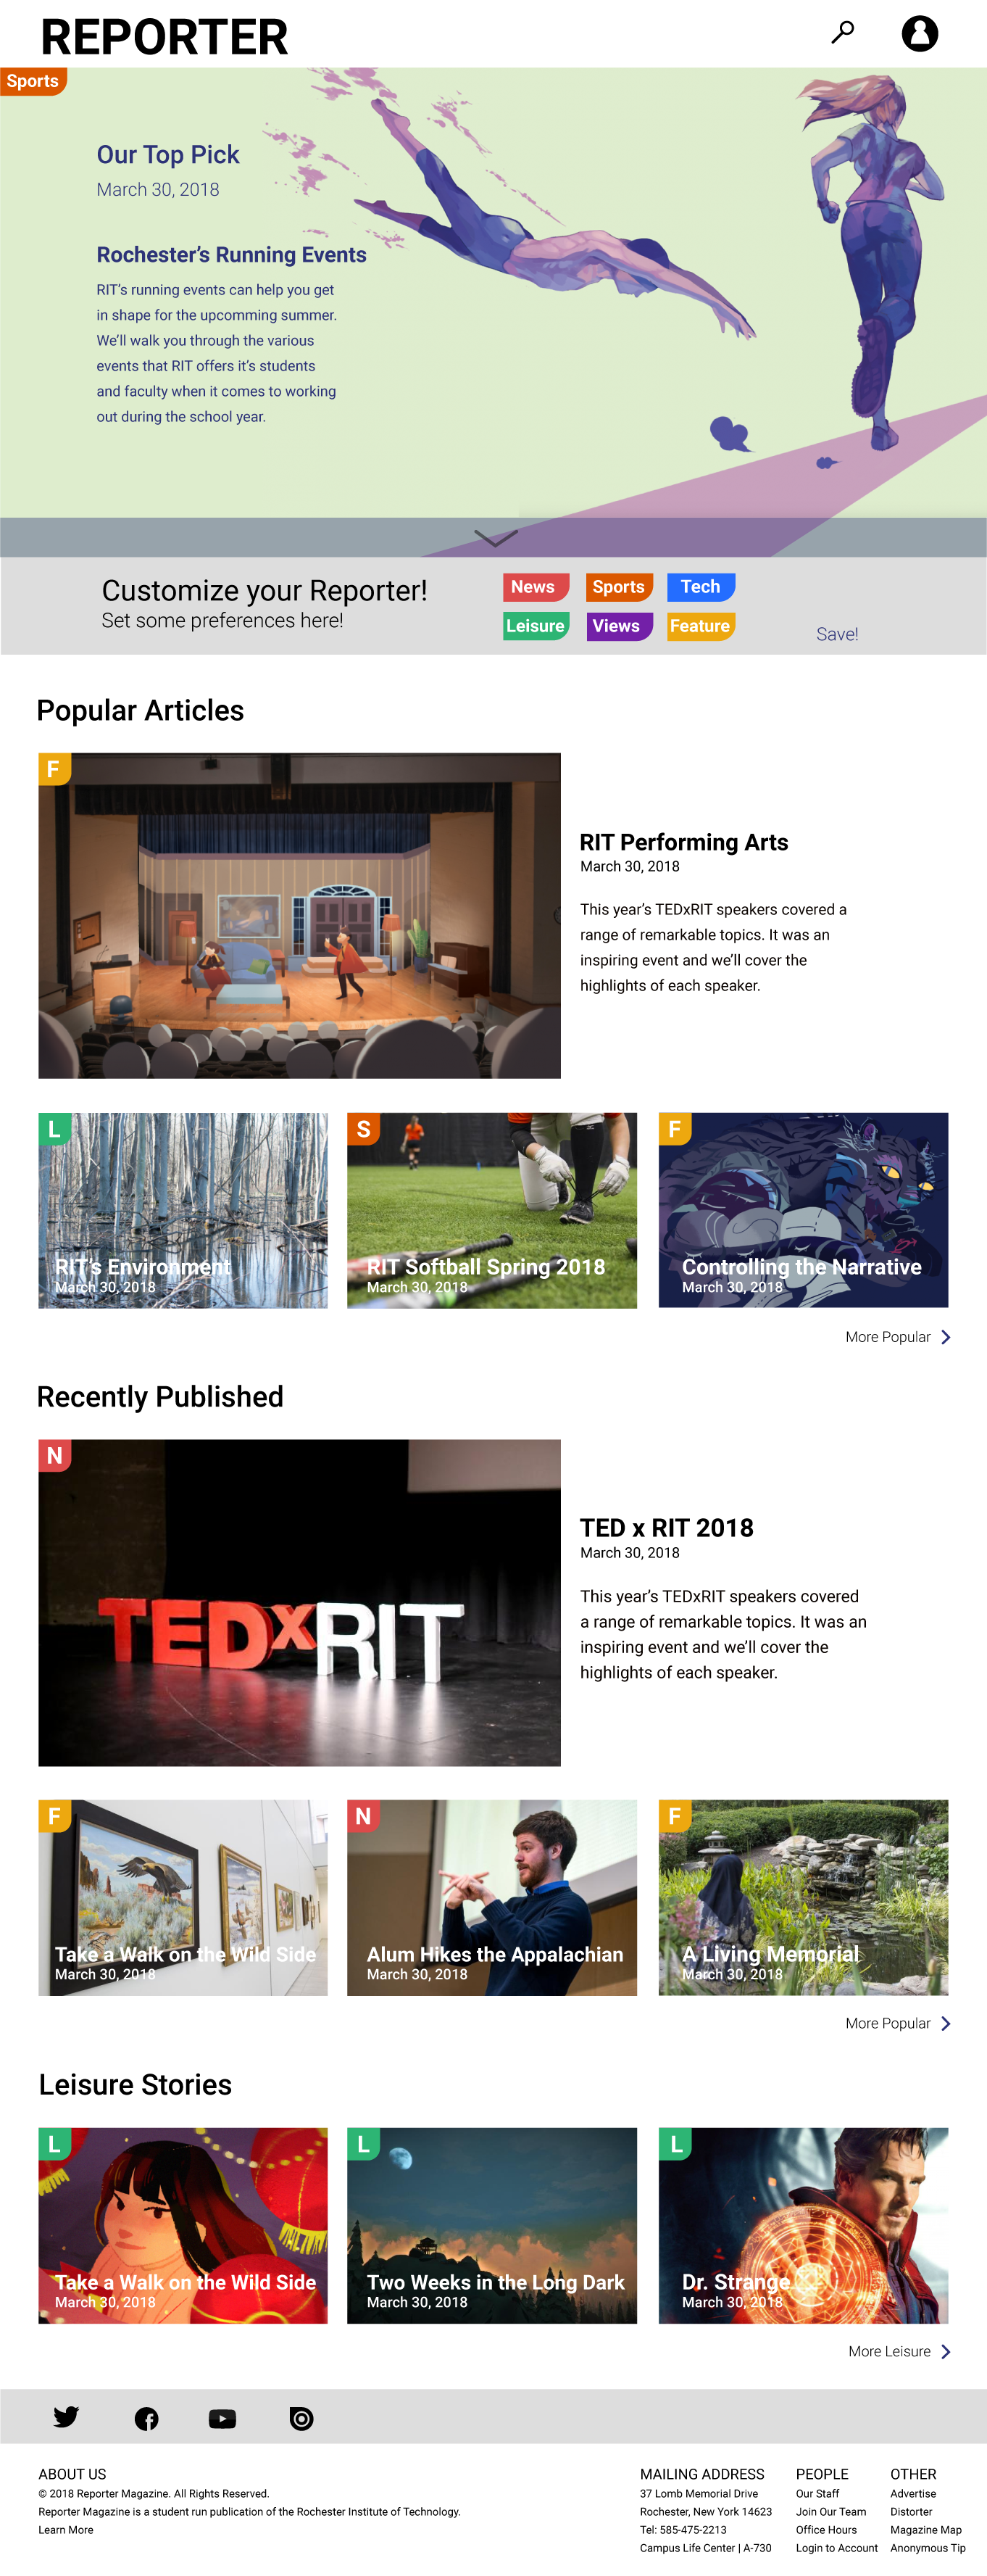 REPORTER
Sports
Our Top Pick
March 30, 2018
Rochester's Running Events
RIT's running events can help you get
in shape for the upcomming summer.
We'll walk you through the various
events that RIT offers it's students
and faculty when it comes to working
out during the school year.
Customize your Reporter!
Set some preferences here!
News Sports Tech
Leisure Views Feature
Save!
Popular Articles
F
RIT Performing Arts
March 30, 2018
This year's TEDxRIT speakers covered a
range of remarkable topics. It was an
inspiring event and we'll cover the
highlights of each speaker.
L
RIT's Environment
March 30, 2018
S
RIT Softball Spring 2018
March 30, 2018
F
Controlling the Narrative
March 30, 2018
More Popular
Recently Published
N
TEDxRIT
TED x RIT 2018
March 30, 2018
This year's TEDxRIT speakers covered
a range of remarkable topics. It was an
inspiring event and we'll cover the
highlights of each speaker.
F
Take a Walk on the Wild Side
March 30, 2018
N
Alum Hikes the Appalachian
March 30, 2018
F
A Living Memorial
March 30, 2018
More Popular
Leisure Stories
L
Take a Walk on the Wild Side
March 30, 2018
L
Two Weeks in the Long Dark
March 30, 2018
L
Dr. Strange
March 30, 2018
More Leisure
ABOUT US
© 2018 Reporter Magazine. All Rights Reserved.
Reporter Magazine is a student run publication of the Rochester Institute of Technology.
Learn More
MAILING ADDRESS
37 Lomb Memorial Drive
Rochester, New York 14623
Tel: 585-475-2213
Campus Life Center | A-730
PEOPLE
Our Staff
Join Our Team
Office Hours
Login to Account
OTHER
Advertise
Distorter
Magazine Map
Anonymous Tip